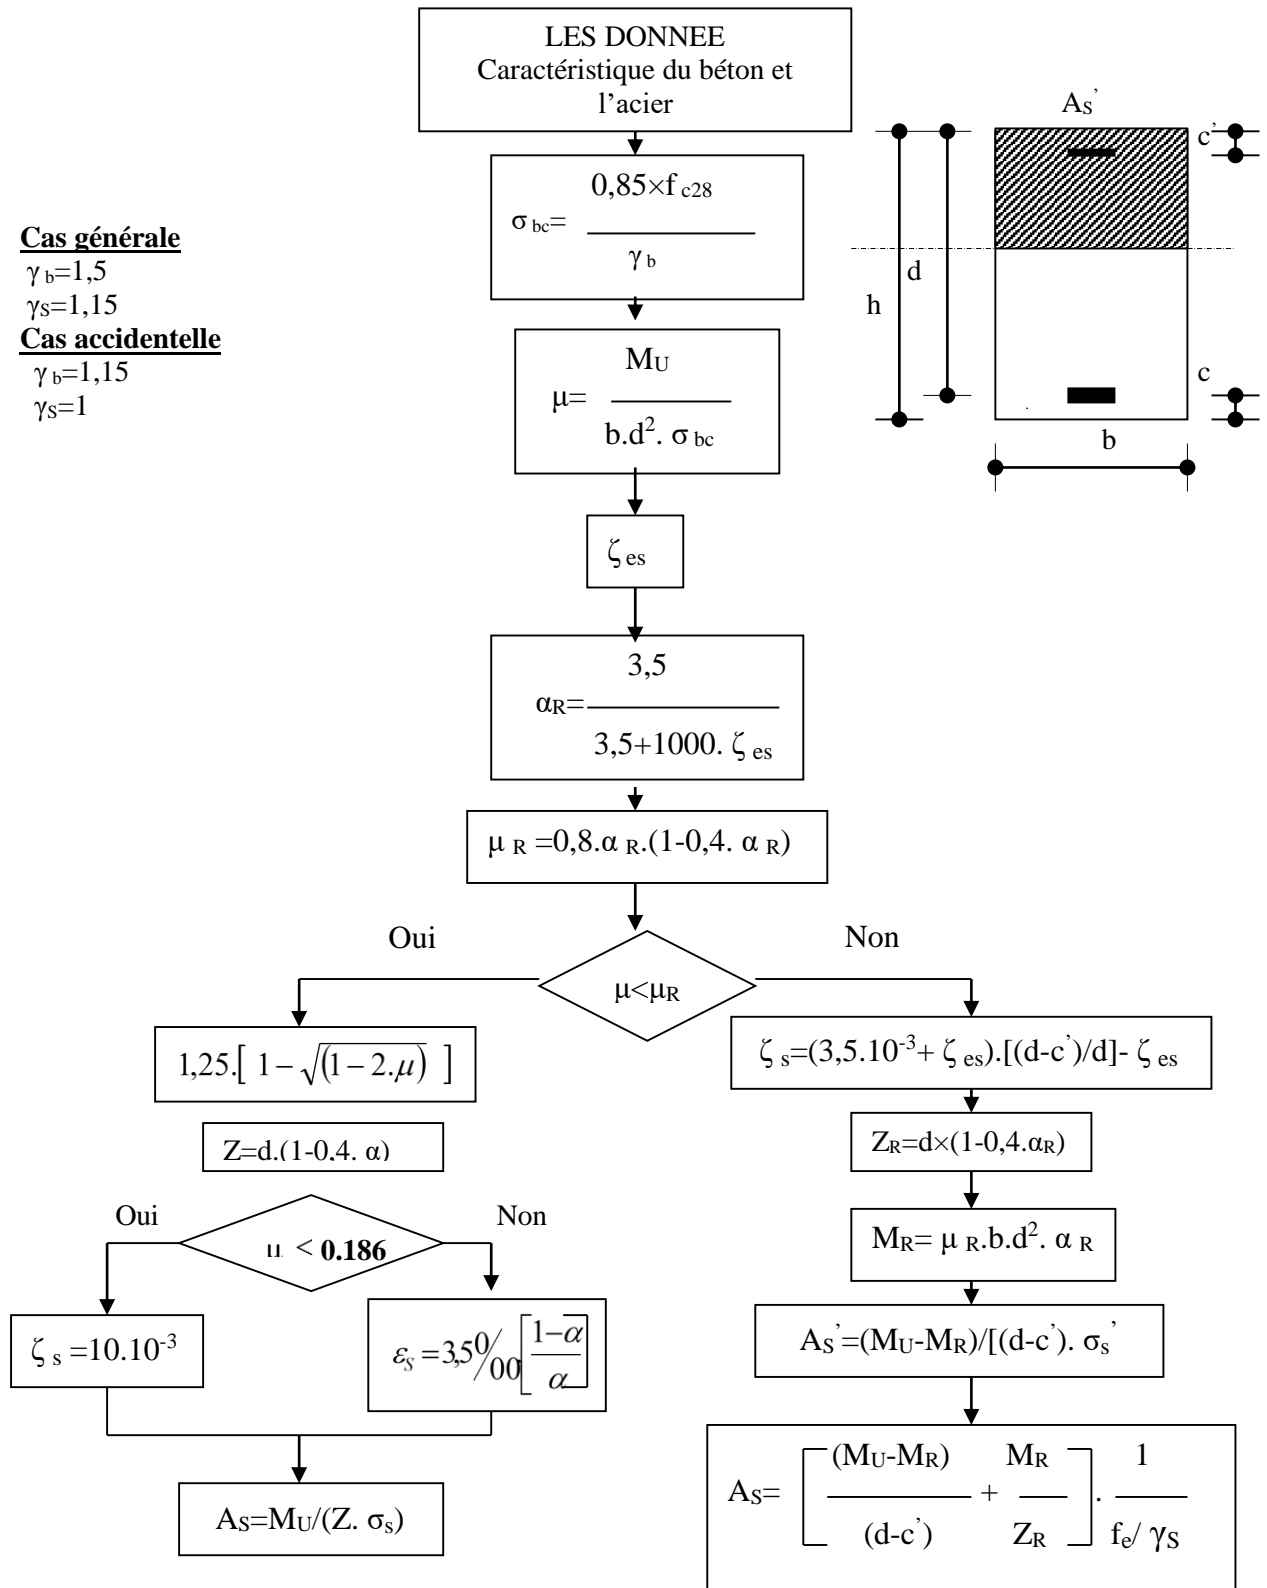 LES DONNEE
Caractéristique du béton et
l'acier
σ bc= 0,85×f c28 / γ b
Cas générale
γ b=1,5
γS=1,15
Cas accidentelle
γ b=1,15
γS=1
AS'
c'
d
h
c
b
μ= MU / b.d². σ bc
ζ es
αR= 3,5 / 3,5+1000. ζ es
μ R =0,8.α R.(1-0,4. α R)
Oui
Non
μ<μR
1,25.[ 1−√(1−2.μ) ]
Z=d.(1-0,4. α)
Oui
Non
μ < 0.186
ζ s =10.10⁻³
εS =3,5 0/00 [ 1−α / α ]
AS=MU/(Z. σs)
ζ s=(3,5.10⁻³+ ζ es).[(d-c')/d]- ζ es
ZR=d×(1-0,4.αR)
MR= μ R.b.d². α R
AS'=(MU-MR)/[(d-c'). σs'
AS= [ (MU-MR) / (d-c') + MR / ZR ] . 1 / fe/ γS